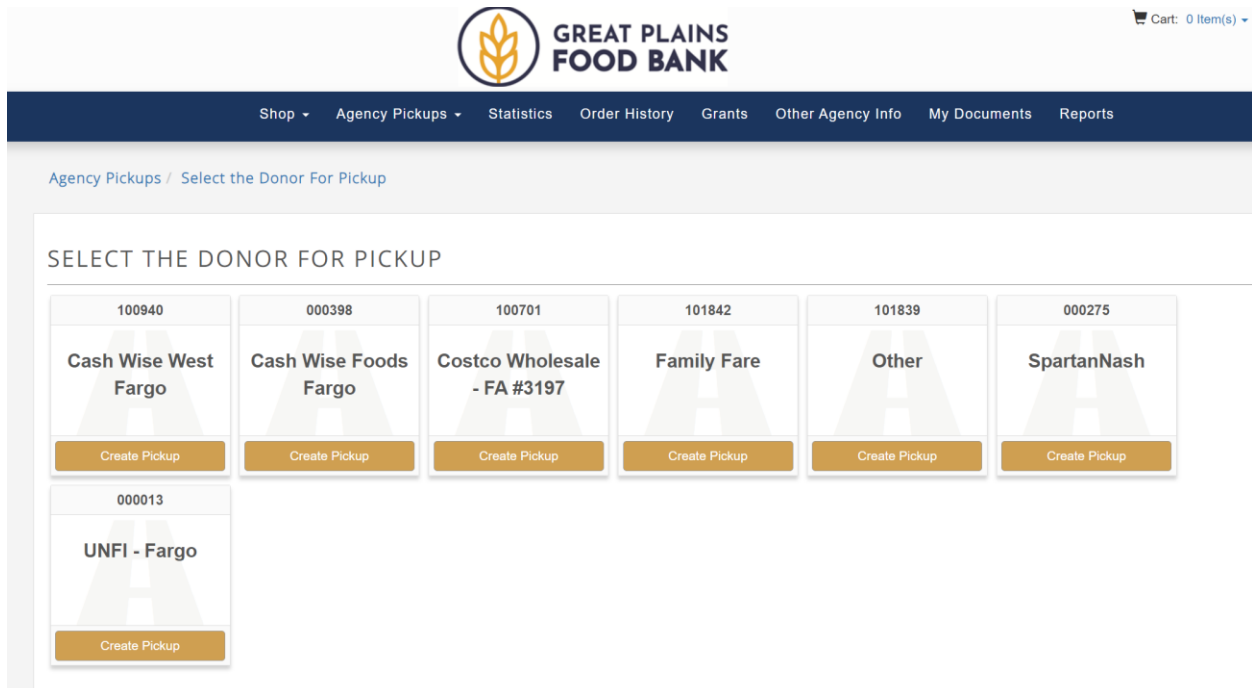 GREAT PLAINS
FOOD BANK
Cart: 0 Item(s)
Shop Agency Pickups Statistics Order History Grants Other Agency Info My Documents Reports
Agency Pickups / Select the Donor For Pickup
SELECT THE DONOR FOR PICKUP
100940
Cash Wise West
Fargo
Create Pickup
000398
Cash Wise Foods
Fargo
Create Pickup
100701
Costco Wholesale
- FA #3197
Create Pickup
101842
Family Fare
Create Pickup
101839
Other
Create Pickup
000275
SpartanNash
Create Pickup
000013
UNFI - Fargo
Create Pickup